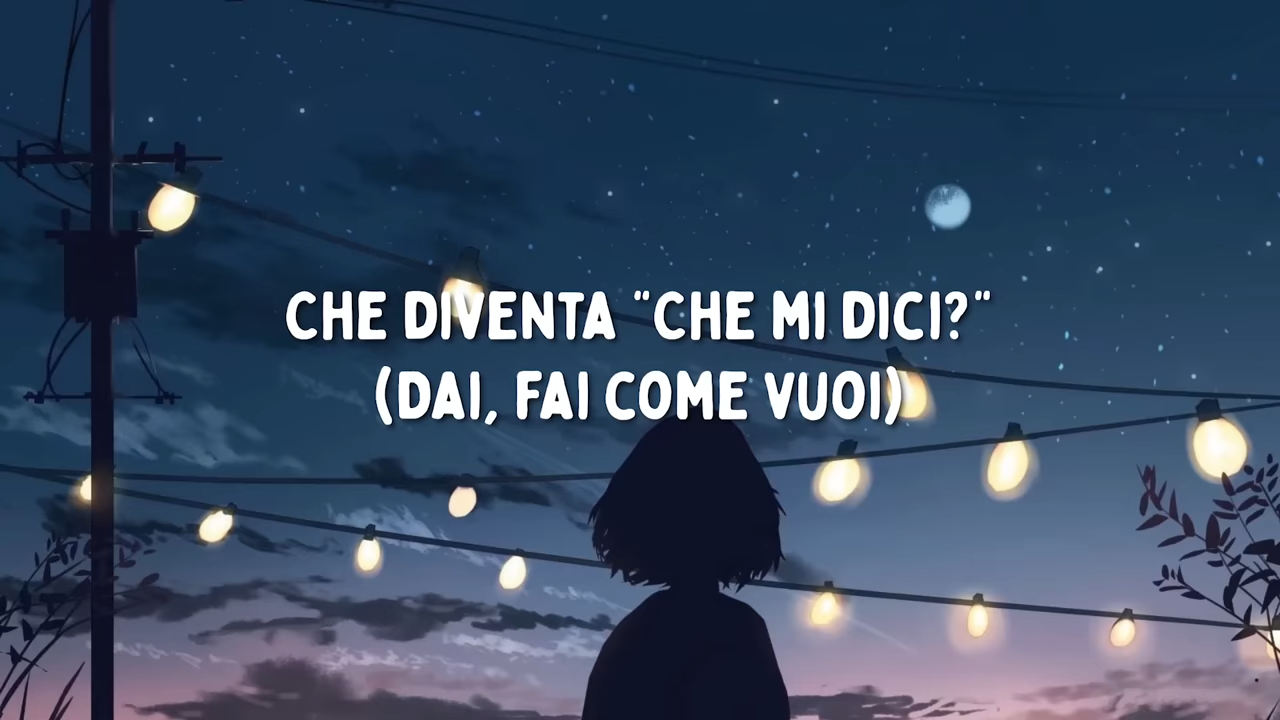 CHE DIVENTA "CHE MI DICI?"
(DAI, FAI COME VUOI)